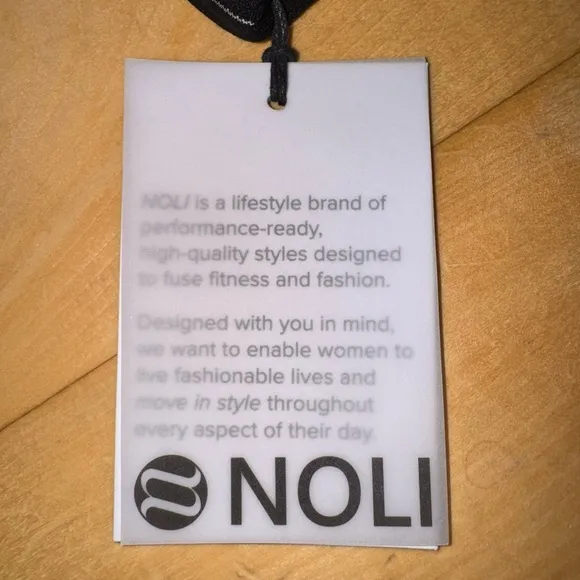 NOLI is a lifestyle brand of
performance-ready,
high-quality styles designed
to fuse fitness and fashion.
Designed with you in mind,
we want to enable women to
live fashionable lives and
move in style throughout
every aspect of their day.
NOLI